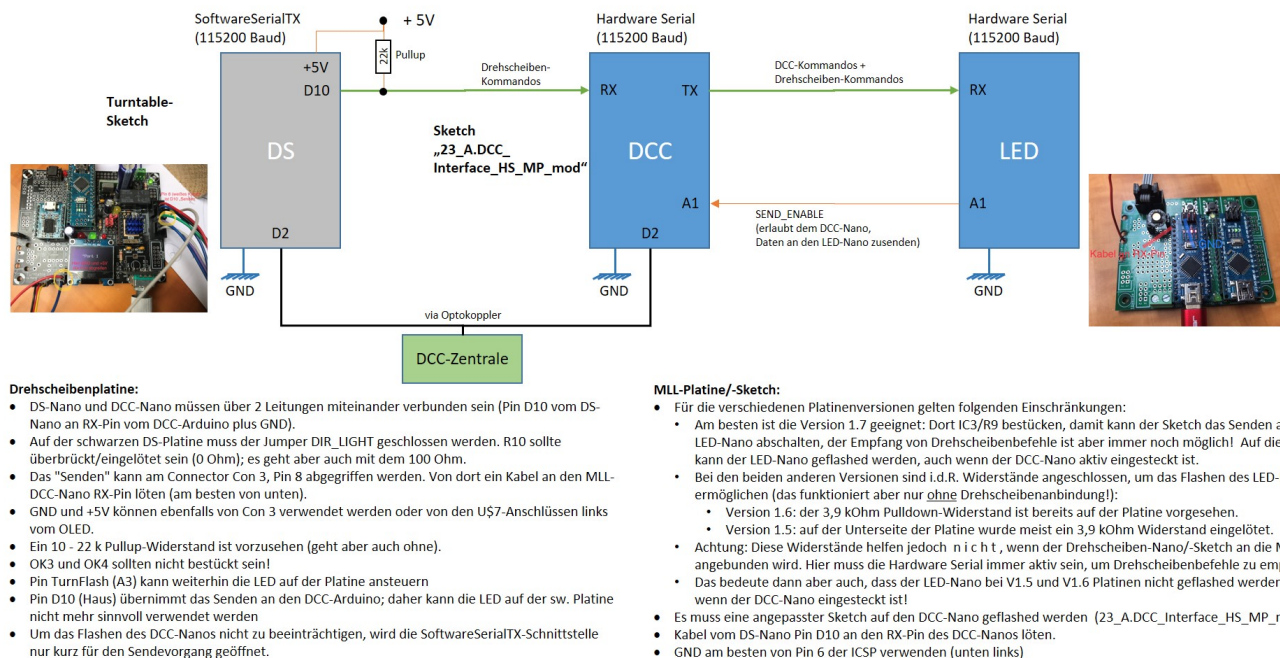 SoftwareSerialTX
(115200 Baud)
+ 5V
22k
Pullup
Hardware Serial
(115200 Baud)
Hardware Serial
(115200 Baud)
+5V
D10
Drehscheiben-
Kommandos
RX
TX
DCC-Kommandos +
Drehscheiben-Kommandos
RX
Turntable-
Sketch
DS
Sketch
„23_A.DCC_
Interface_HS_MP_mod“
DCC
LED
A1
SEND_ENABLE
(erlaubt dem DCC-Nano,
Daten an den LED-Nano zusenden)
A1
D2
D2
GND
GND
GND
Kabel zu RX-Pin
GND
via Optokoppler
DCC-Zentrale
Drehscheibenplatine:
• DS-Nano und DCC-Nano müssen über 2 Leitungen miteinander verbunden sein (Pin D10 vom DS-
Nano an RX-Pin vom DCC-Arduino plus GND).
• Auf der schwarzen DS-Platine muss der Jumper DIR_LIGHT geschlossen werden. R10 sollte
überbrückt/eingelötet sein (0 Ohm); es geht aber auch mit dem 100 Ohm.
• Das "Senden" kann am Connector Con 3, Pin 8 abgegriffen werden. Von dort ein Kabel an den MLL-
DCC-Nano RX-Pin löten (am besten von unten).
• GND und +5V können ebenfalls von Con 3 verwendet werden oder von den U$7-Anschlüssen links
vom OLED.
• Ein 10 - 22 k Pullup-Widerstand ist vorzusehen (geht aber auch ohne).
• OK3 und OK4 sollten nicht bestückt sein!
• Pin TurnFlash (A3) kann weiterhin die LED auf der Platine ansteuern
• Pin D10 (Haus) übernimmt das Senden an den DCC-Arduino; daher kann die LED auf der sw. Platine
nicht mehr sinnvoll verwendet werden
• Um das Flashen des DCC-Nanos nicht zu beeinträchtigen, wird die SoftwareSerialTX-Schnittstelle
nur kurz für den Sendevorgang geöffnet.
MLL-Platine/-Sketch:
• Für die verschiedenen Platinenversionen gelten folgenden Einschränkungen:
• Am besten ist die Version 1.7 geeignet: Dort IC3/R9 bestücken, damit kann der Sketch das Senden a
LED-Nano abschalten, der Empfang von Drehscheibenbefehle ist aber immer noch möglich! Auf die
kann der LED-Nano geflashed werden, auch wenn der DCC-Nano aktiv eingesteckt ist.
• Bei den beiden anderen Versionen sind i.d.R. Widerstände angeschlossen, um das Flashen des LED-
ermöglichen (das funktioniert aber nur ohne Drehscheibenanbindung!):
• Version 1.6: der 3,9 kOhm Pulldown-Widerstand ist bereits auf der Platine vorgesehen.
• Version 1.5: auf der Unterseite der Platine wurde meist ein 3,9 kOhm Widerstand eingelötet.
• Achtung: Diese Widerstände helfen jedoch n i c h t , wenn der Drehscheiben-Nano/-Sketch an die M
angebunden wird. Hier muss die Hardware Serial immer aktiv sein, um Drehscheibenbefehle zu emp
• Das bedeute dann aber auch, dass der LED-Nano bei V1.5 und V1.6 Platinen nicht geflashed werden
wenn der DCC-Nano eingesteckt ist!
• Es muss eine angepasster Sketch auf den DCC-Nano geflashed werden (23_A.DCC_Interface_HS_MP_m
• Kabel vom DS-Nano Pin D10 an den RX-Pin des DCC-Nanos löten.
• GND am besten von Pin 6 der ICSP verwenden (unten links)